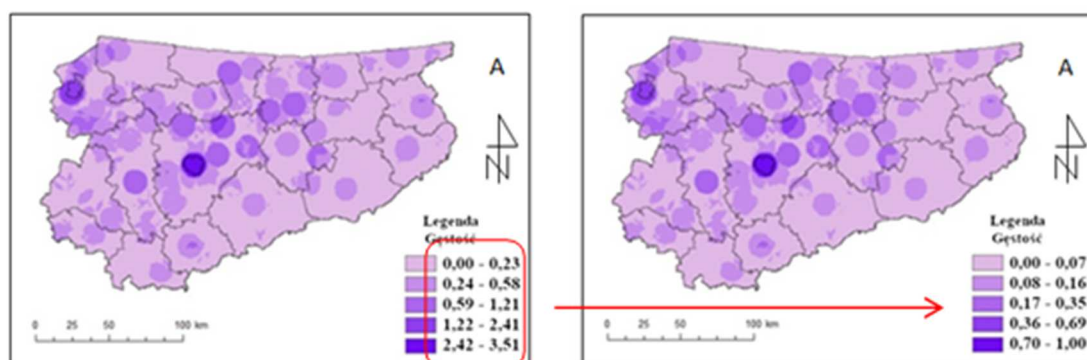 A
N
Legenda
Gęstość
0,00 - 0,23
0,24 - 0,58
0,59 - 1,21
1,22 - 2,41
2,42 - 3,51
0 25 50 100 km
A
N
Legenda
Gęstość
0,00 - 0,07
0,08 - 0,16
0,17 - 0,35
0,36 - 0,69
0,70 - 1,00
0 25 50 100 km